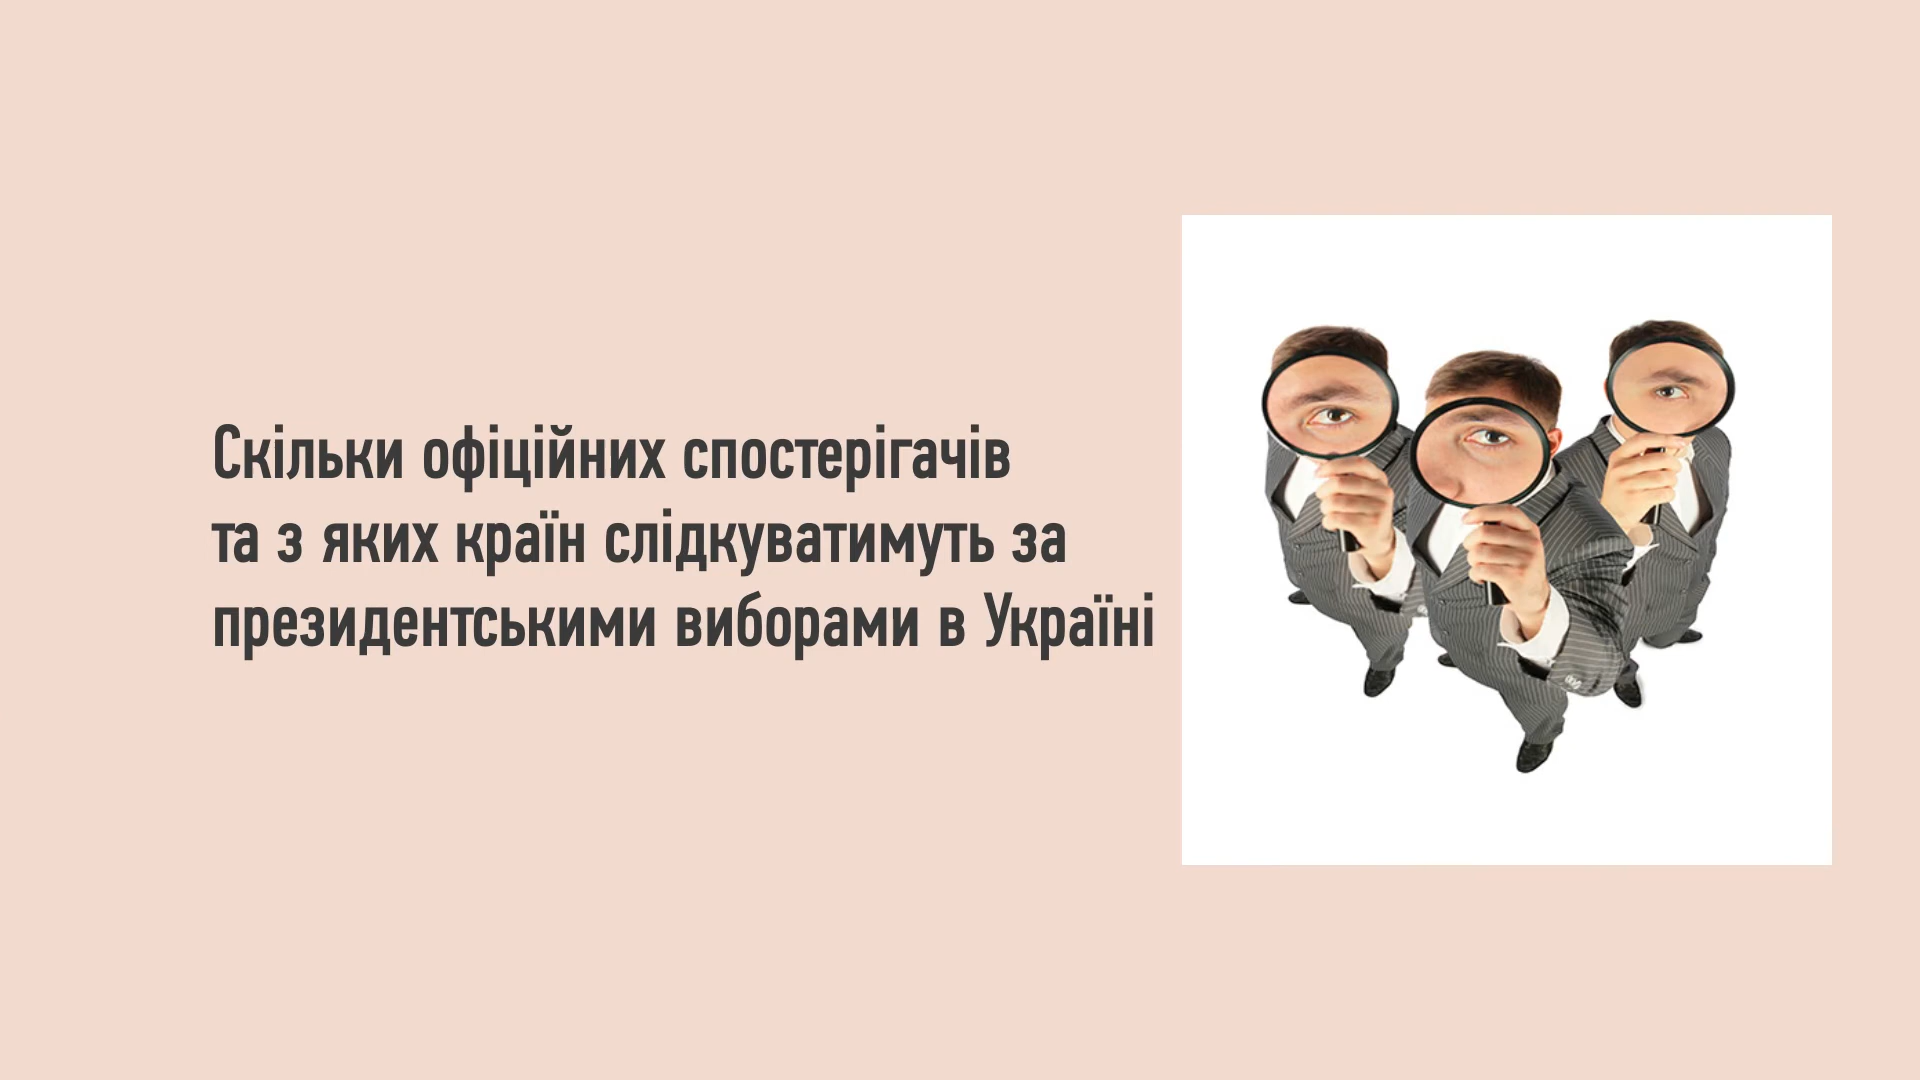 Скільки офіційних спостерігачів
та з яких країн слідкуватимуть за
президентськими виборами в Україні